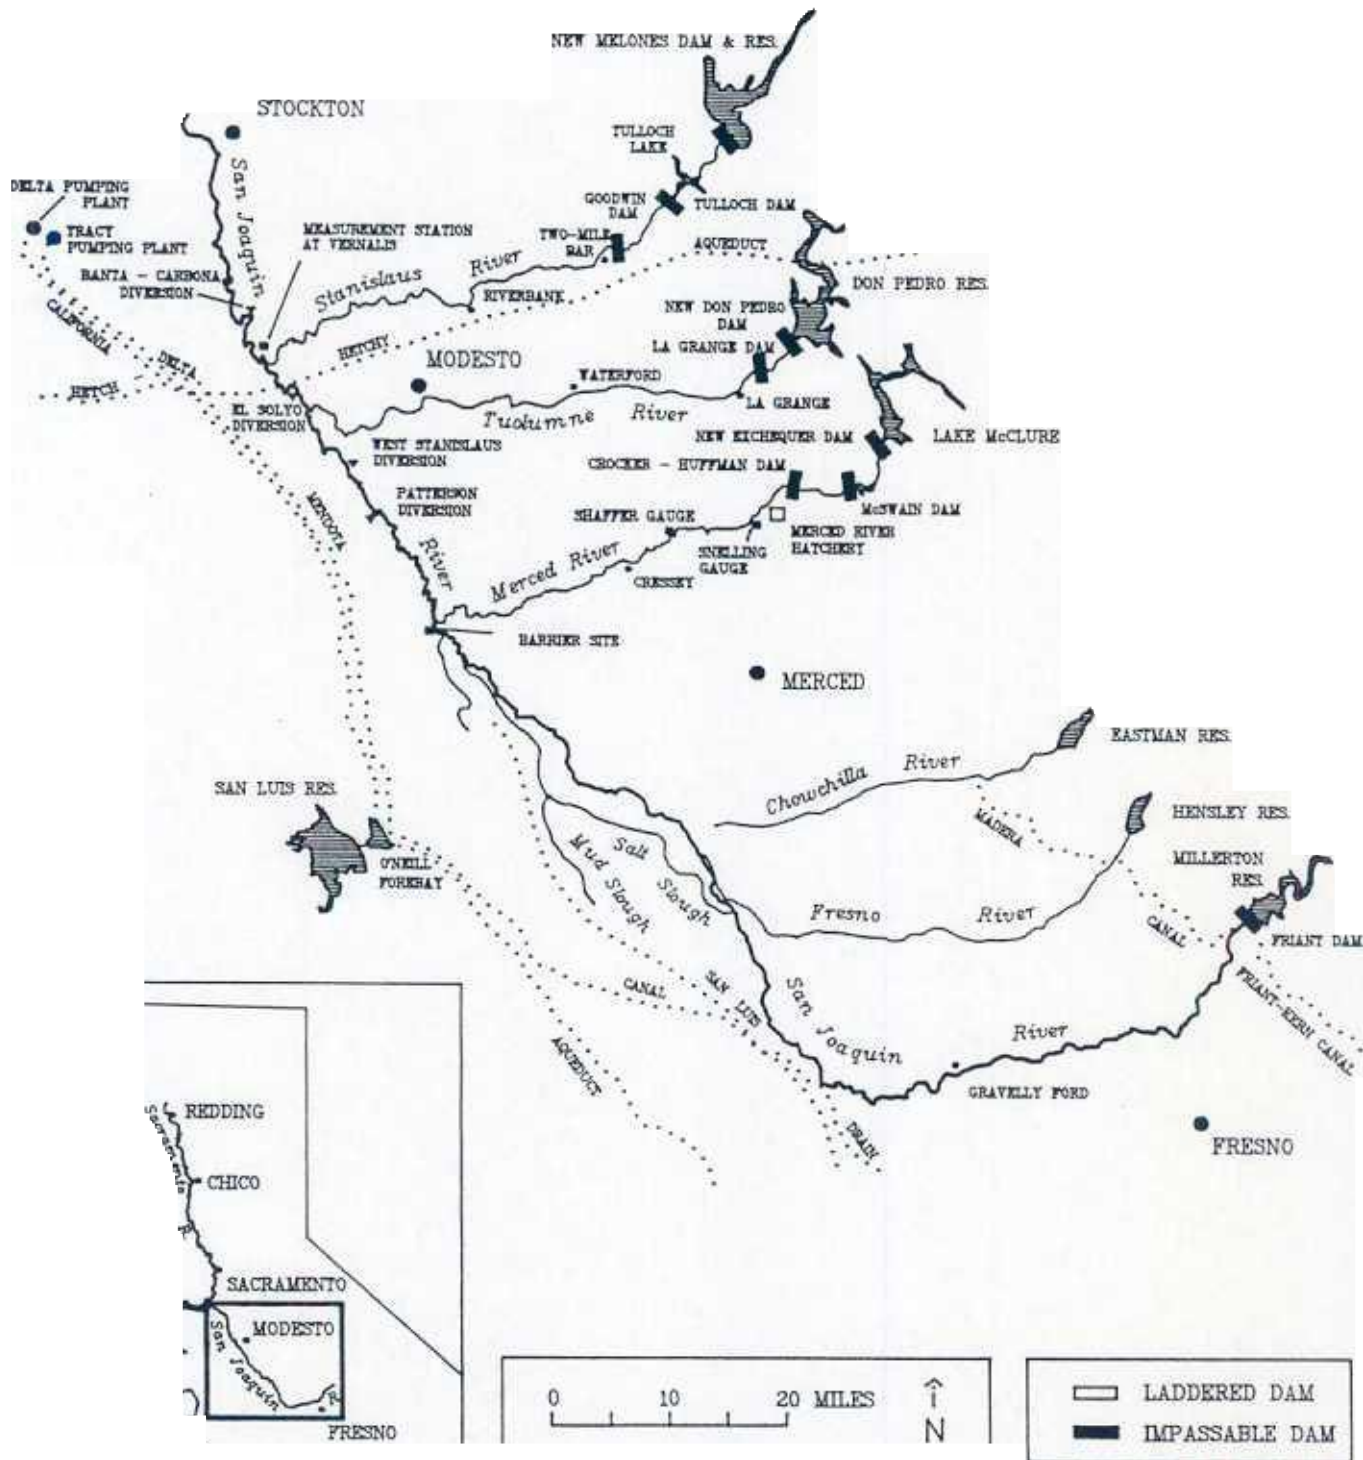 NEW MELONES DAM & RES.
STOCKTON
TULLOCH
LAKE
San Joaquin
DELTA PUMPING
PLANT
GOODWIN
DAM
TULLOCH DAM
TRACT
PUMPING PLANT
MEASUREMENT STATION
AT VERNALIS
TWO-MILE
BAR
AQUEDUCT
BANTA - CARBONA
DIVERSION
Stanislaus River
RIVERBANK
DON PEDRO RES.
NEW DON PEDRO
DAM
CALIFORNIA
DELTA
HETCHY
MODESTO
LA GRANGE DAM
WATERFORD
HETCH
LA GRANGE
EL SOLYO
DIVERSION
Tuolumne River
NEW EXCHEQUER DAM
LAKE McCLURE
WEST STANISLAUS
DIVERSION
CROCKER - HUFFMAN DAM
MENDOTA
PATTERSON
DIVERSION
McSWAIN DAM
SHAFFER GAUGE
MERCED RIVER
HATCHERY
SNELLING
GAUGE
River
Merced River
CRESSEY
BARRIER SITE
MERCED
EASTMAN RES.
Chowchilla River
SAN LUIS RES.
MADERA
HENSLEY RES.
O'NEILL
FOREBAY
Salt
Slough
Mud Slough
MILLERTON
RES.
Fresno River
CANAL
FRIANT DAM
CANAL
SAN LUIS
San Joaquin River
FRIANT-KERN CANAL
AQUEDUCT
GRAVELLY FORD
DRAIN
FRESNO
REDDING
Sacramento
R.
CHICO
SACRAMENTO
MODESTO
San Joaquin
R.
FRESNO
0 10 20 MILES
N
LADDERED DAM
IMPASSABLE DAM